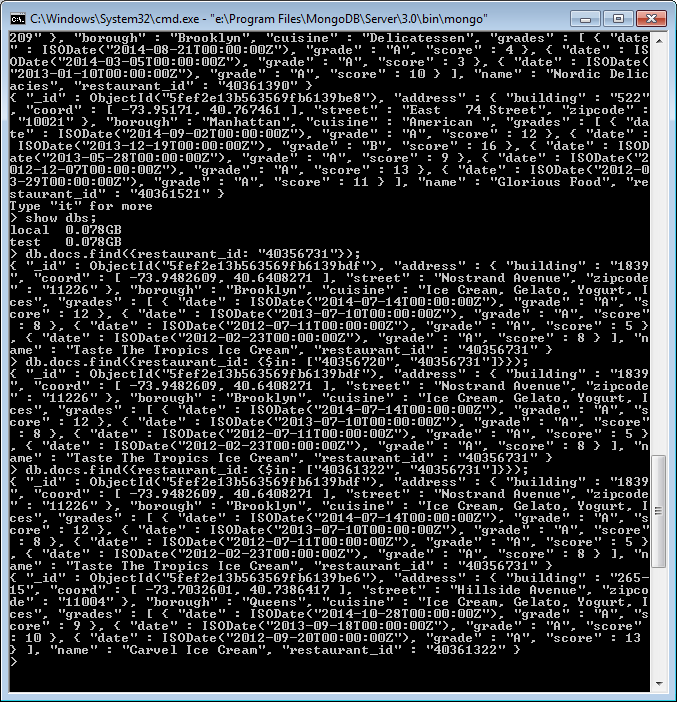 C:\Windows\System32\cmd.exe - "e:\Program Files\MongoDB\Server\3.0\bin\mongo"
209" }, "borough" : "Brooklyn", "cuisine" : "Delicatessen", "grades" : [ { "date"
 : ISODate("2014-08-21T00:00:00Z"), "grade" : "A", "score" : 4 }, { "date" : IS
ODate("2014-03-05T00:00:00Z"), "grade" : "A", "score" : 3 }, { "date" : ISODate(
"2013-01-10T00:00:00Z"), "grade" : "A", "score" : 10 } ], "name" : "Nordic Delic
acies", "restaurant_id" : "40361390" }
{ "_id" : ObjectId("5fef2e13b563569fb6139be8"), "address" : { "building" : "522"
, "coord" : [ -73.95171, 40.767461 ], "street" : "East   74 Street", "zipcode" :
 "10021" }, "borough" : "Manhattan", "cuisine" : "American ", "grades" : [ { "da
te" : ISODate("2014-09-02T00:00:00Z"), "grade" : "A", "score" : 12 }, { "date" :
 ISODate("2013-12-19T00:00:00Z"), "grade" : "B", "score" : 16 }, { "date" : ISOD
ate("2013-05-28T00:00:00Z"), "grade" : "A", "score" : 9 }, { "date" : ISODate("2
012-12-07T00:00:00Z"), "grade" : "A", "score" : 13 }, { "date" : ISODate("2012-0
3-29T00:00:00Z"), "grade" : "A", "score" : 11 } ], "name" : "Glorious Food", "re
staurant_id" : "40361521" }
Type "it" for more
> show dbs;
local  0.078GB
test   0.078GB
> db.docs.find({restaurant_id: "40356731"});
{ "_id" : ObjectId("5fef2e13b563569fb6139bdf"), "address" : { "building" : "1839
", "coord" : [ -73.9482609, 40.6408271 ], "street" : "Nostrand Avenue", "zipcode
" : "11226" }, "borough" : "Brooklyn", "cuisine" : "Ice Cream, Gelato, Yogurt, I
ces", "grades" : [ { "date" : ISODate("2014-07-14T00:00:00Z"), "grade" : "A", "s
core" : 12 }, { "date" : ISODate("2013-07-10T00:00:00Z"), "grade" : "A", "score"
 : 8 }, { "date" : ISODate("2012-07-11T00:00:00Z"), "grade" : "A", "score" : 5 }
, { "date" : ISODate("2012-02-23T00:00:00Z"), "grade" : "A", "score" : 8 } ], "n
ame" : "Taste The Tropics Ice Cream", "restaurant_id" : "40356731" }
> db.docs.find({restaurant_id: {$in: ["40356720", "40356731"]}});
{ "_id" : ObjectId("5fef2e13b563569fb6139bdf"), "address" : { "building" : "1839
", "coord" : [ -73.9482609, 40.6408271 ], "street" : "Nostrand Avenue", "zipcode
" : "11226" }, "borough" : "Brooklyn", "cuisine" : "Ice Cream, Gelato, Yogurt, I
ces", "grades" : [ { "date" : ISODate("2014-07-14T00:00:00Z"), "grade" : "A", "s
core" : 12 }, { "date" : ISODate("2013-07-10T00:00:00Z"), "grade" : "A", "score"
 : 8 }, { "date" : ISODate("2012-07-11T00:00:00Z"), "grade" : "A", "score" : 5 }
, { "date" : ISODate("2012-02-23T00:00:00Z"), "grade" : "A", "score" : 8 } ], "n
ame" : "Taste The Tropics Ice Cream", "restaurant_id" : "40356731" }
> db.docs.find({restaurant_id: {$in: ["40361322", "40356731"]}});
{ "_id" : ObjectId("5fef2e13b563569fb6139bdf"), "address" : { "building" : "1839
", "coord" : [ -73.9482609, 40.6408271 ], "street" : "Nostrand Avenue", "zipcode
" : "11226" }, "borough" : "Brooklyn", "cuisine" : "Ice Cream, Gelato, Yogurt, I
ces", "grades" : [ { "date" : ISODate("2014-07-14T00:00:00Z"), "grade" : "A", "s
core" : 12 }, { "date" : ISODate("2013-07-10T00:00:00Z"), "grade" : "A", "score"
 : 8 }, { "date" : ISODate("2012-07-11T00:00:00Z"), "grade" : "A", "score" : 5 }
, { "date" : ISODate("2012-02-23T00:00:00Z"), "grade" : "A", "score" : 8 } ], "n
ame" : "Taste The Tropics Ice Cream", "restaurant_id" : "40356731" }
{ "_id" : ObjectId("5fef2e13b563569fb6139be6"), "address" : { "building" : "265-
15", "coord" : [ -73.7032601, 40.7386417 ], "street" : "Hillside Avenue", "zipco
de" : "11004" }, "borough" : "Queens", "cuisine" : "Ice Cream, Gelato, Yogurt, I
ces", "grades" : [ { "date" : ISODate("2014-10-28T00:00:00Z"), "grade" : "A", "s
core" : 9 }, { "date" : ISODate("2013-09-18T00:00:00Z"), "grade" : "A", "score"
: 10 }, { "date" : ISODate("2012-09-20T00:00:00Z"), "grade" : "A", "score" : 13
} ], "name" : "Carvel Ice Cream", "restaurant_id" : "40361322" }
>